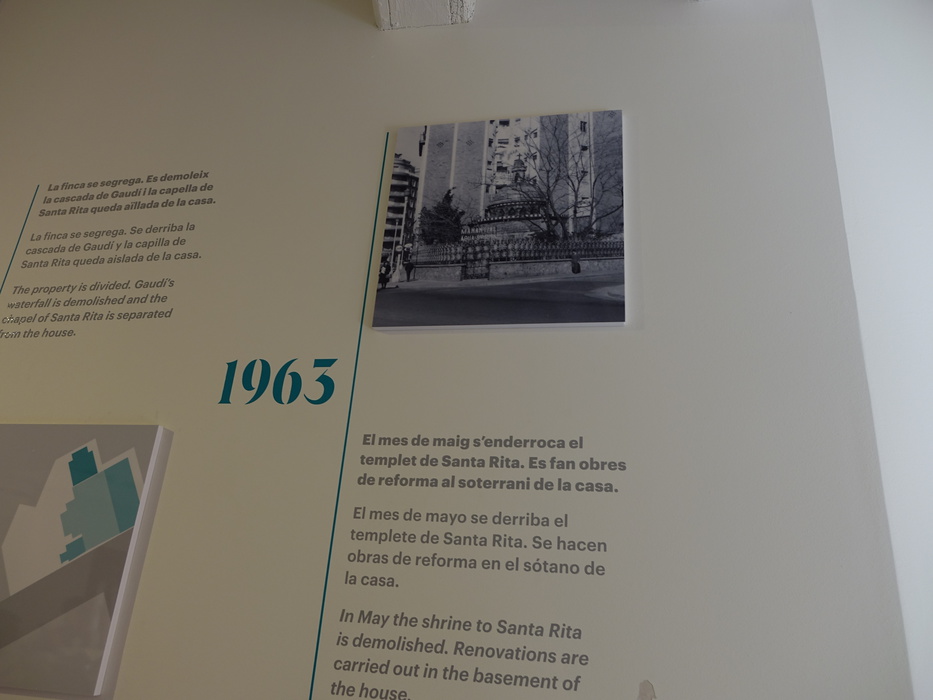 La finca se segrega. Es demoleix
la cascada de Gaudí i la capella de
Santa Rita queda aïllada de la casa.
La finca se segrega. Se derriba la
cascada de Gaudí y la capilla de
Santa Rita queda aislada de la casa.
The property is divided. Gaudí's
waterfall is demolished and the
chapel of Santa Rita is separated
from the house.
1963
El mes de maig s'enderroca el
templet de Santa Rita. Es fan obres
de reforma al soterrani de la casa.
El mes de mayo se derriba el
templete de Santa Rita. Se hacen
obras de reforma en el sótano de
la casa.
In May the shrine to Santa Rita
is demolished. Renovations are
carried out in the basement of
the house.